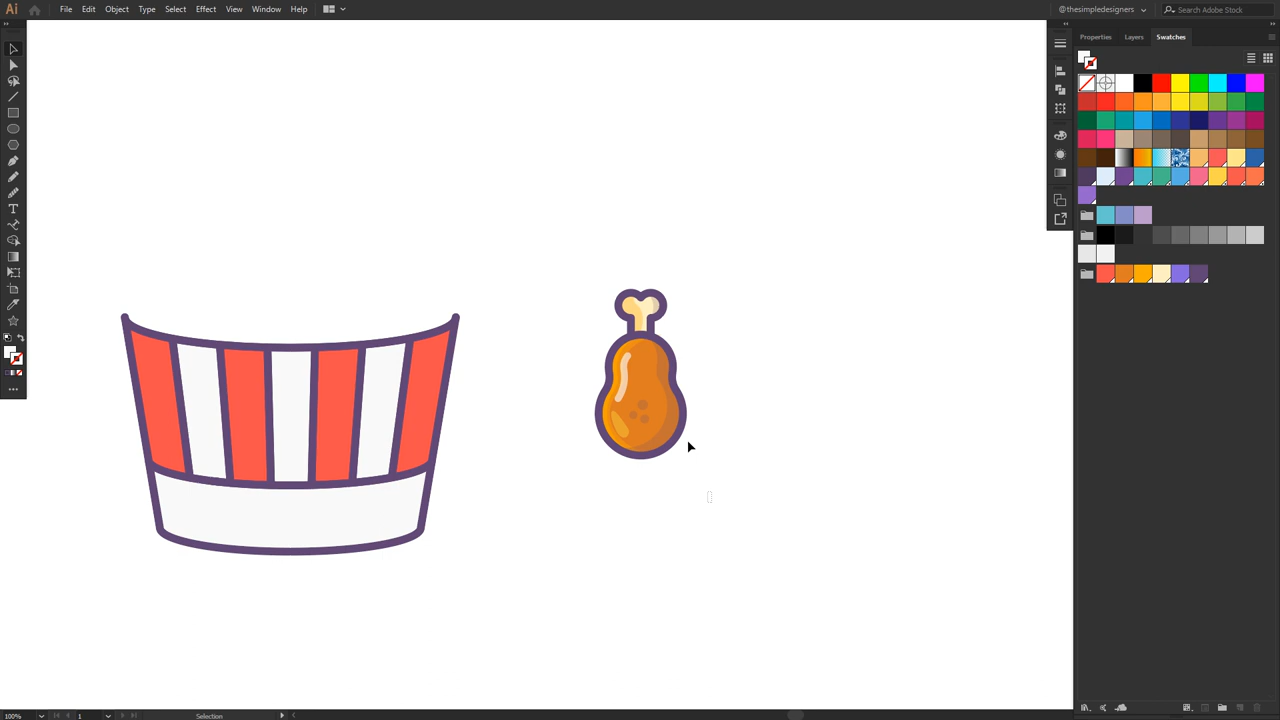 Ai File Edit Object Type Select Effect View Window Help @thesimpledesigners Search Adobe Stock
Properties Layers Swatches
T
100% 1 Selection